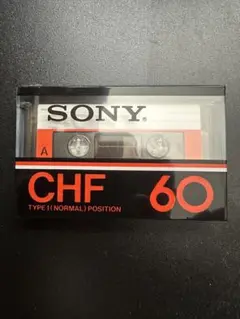 SONY.
A
CHF 60
TYPE I (NORMAL) POSITION